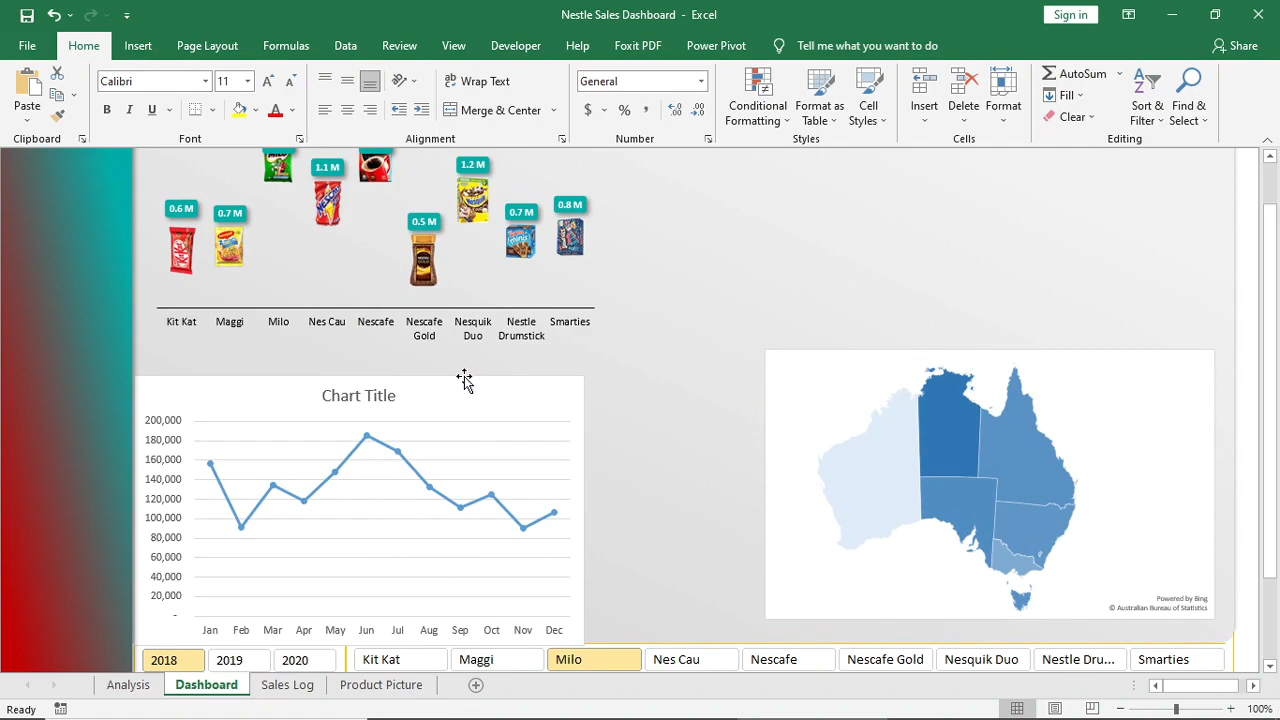 Nestle Sales Dashboard - Excel
Sign in
File Home Insert Page Layout Formulas Data Review View Developer Help Foxit PDF Power Pivot Tell me what you want to do Share
Paste
Calibri 11
B I U
A A
Wrap Text
Merge & Center
General
$ % ,
Conditional Formatting
Format as Table
Cell Styles
Insert Delete Format
AutoSum
Fill
Clear
Sort & Filter
Find & Select
Clipboard Font Alignment Number Styles Cells Editing
1.1 M
1.2 M
0.6 M
0.7 M
0.5 M
0.7 M
0.8 M
Kit Kat Maggi Milo Nes Cau Nescafe Nescafe Gold Nesquik Duo Nestle Drumstick Smarties
Chart Title
200,000
180,000
160,000
140,000
120,000
100,000
80,000
60,000
40,000
20,000
-
Jan Feb Mar Apr May Jun Jul Aug Sep Oct Nov Dec
Powered by Bing
© Australian Bureau of Statistics
2018 2019 2020 Kit Kat Maggi Milo Nes Cau Nescafe Nescafe Gold Nesquik Duo Nestle Dru... Smarties
Analysis Dashboard Sales Log Product Picture
Ready
100%